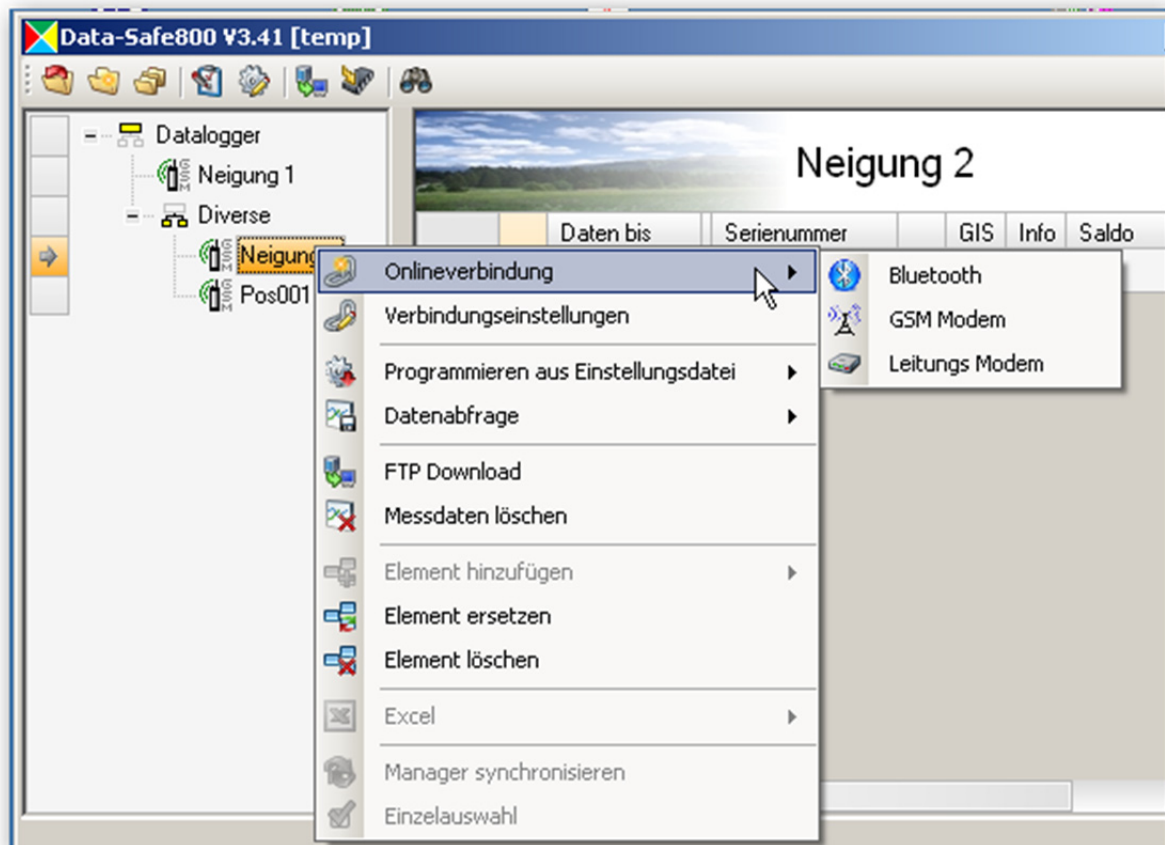 Data-Safe800 V3.41 [temp]
Datalogger
Neigung 1
Diverse
Neigung
Pos001
Neigung 2
Daten bis Serienummer GIS Info Saldo
Onlineverbindung
Verbindungseinstellungen
Programmieren aus Einstellungsdatei
Datenabfrage
FTP Download
Messdaten löschen
Element hinzufügen
Element ersetzen
Element löschen
Excel
Manager synchronisieren
Einzelauswahl
Bluetooth
GSM Modem
Leitungs Modem